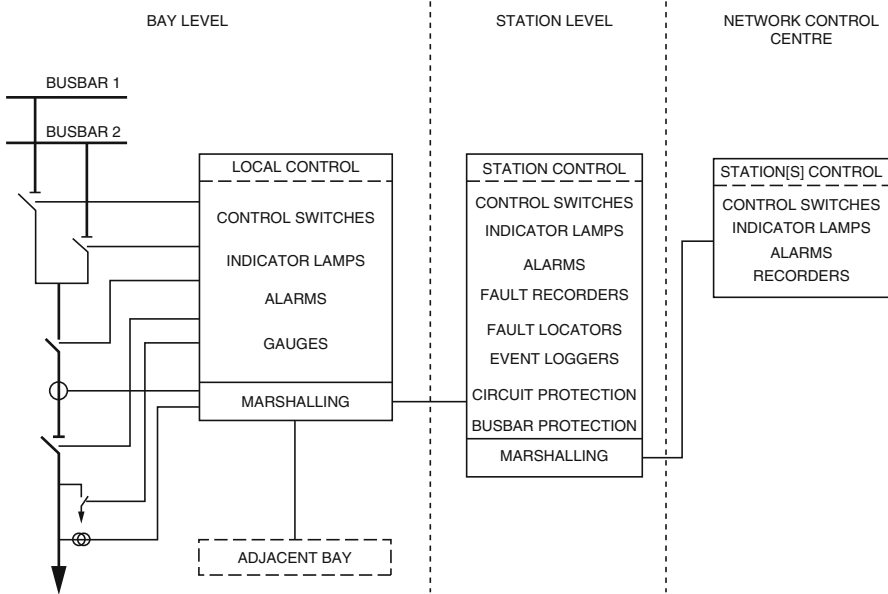 BAY LEVEL
STATION LEVEL
NETWORK CONTROL
CENTRE
BUSBAR 1
BUSBAR 2
LOCAL CONTROL
CONTROL SWITCHES
INDICATOR LAMPS
ALARMS
GAUGES
MARSHALLING
ADJACENT BAY
STATION CONTROL
CONTROL SWITCHES
INDICATOR LAMPS
ALARMS
FAULT RECORDERS
FAULT LOCATORS
EVENT LOGGERS
CIRCUIT PROTECTION
BUSBAR PROTECTION
MARSHALLING
STATION[S] CONTROL
CONTROL SWITCHES
INDICATOR LAMPS
ALARMS
RECORDERS